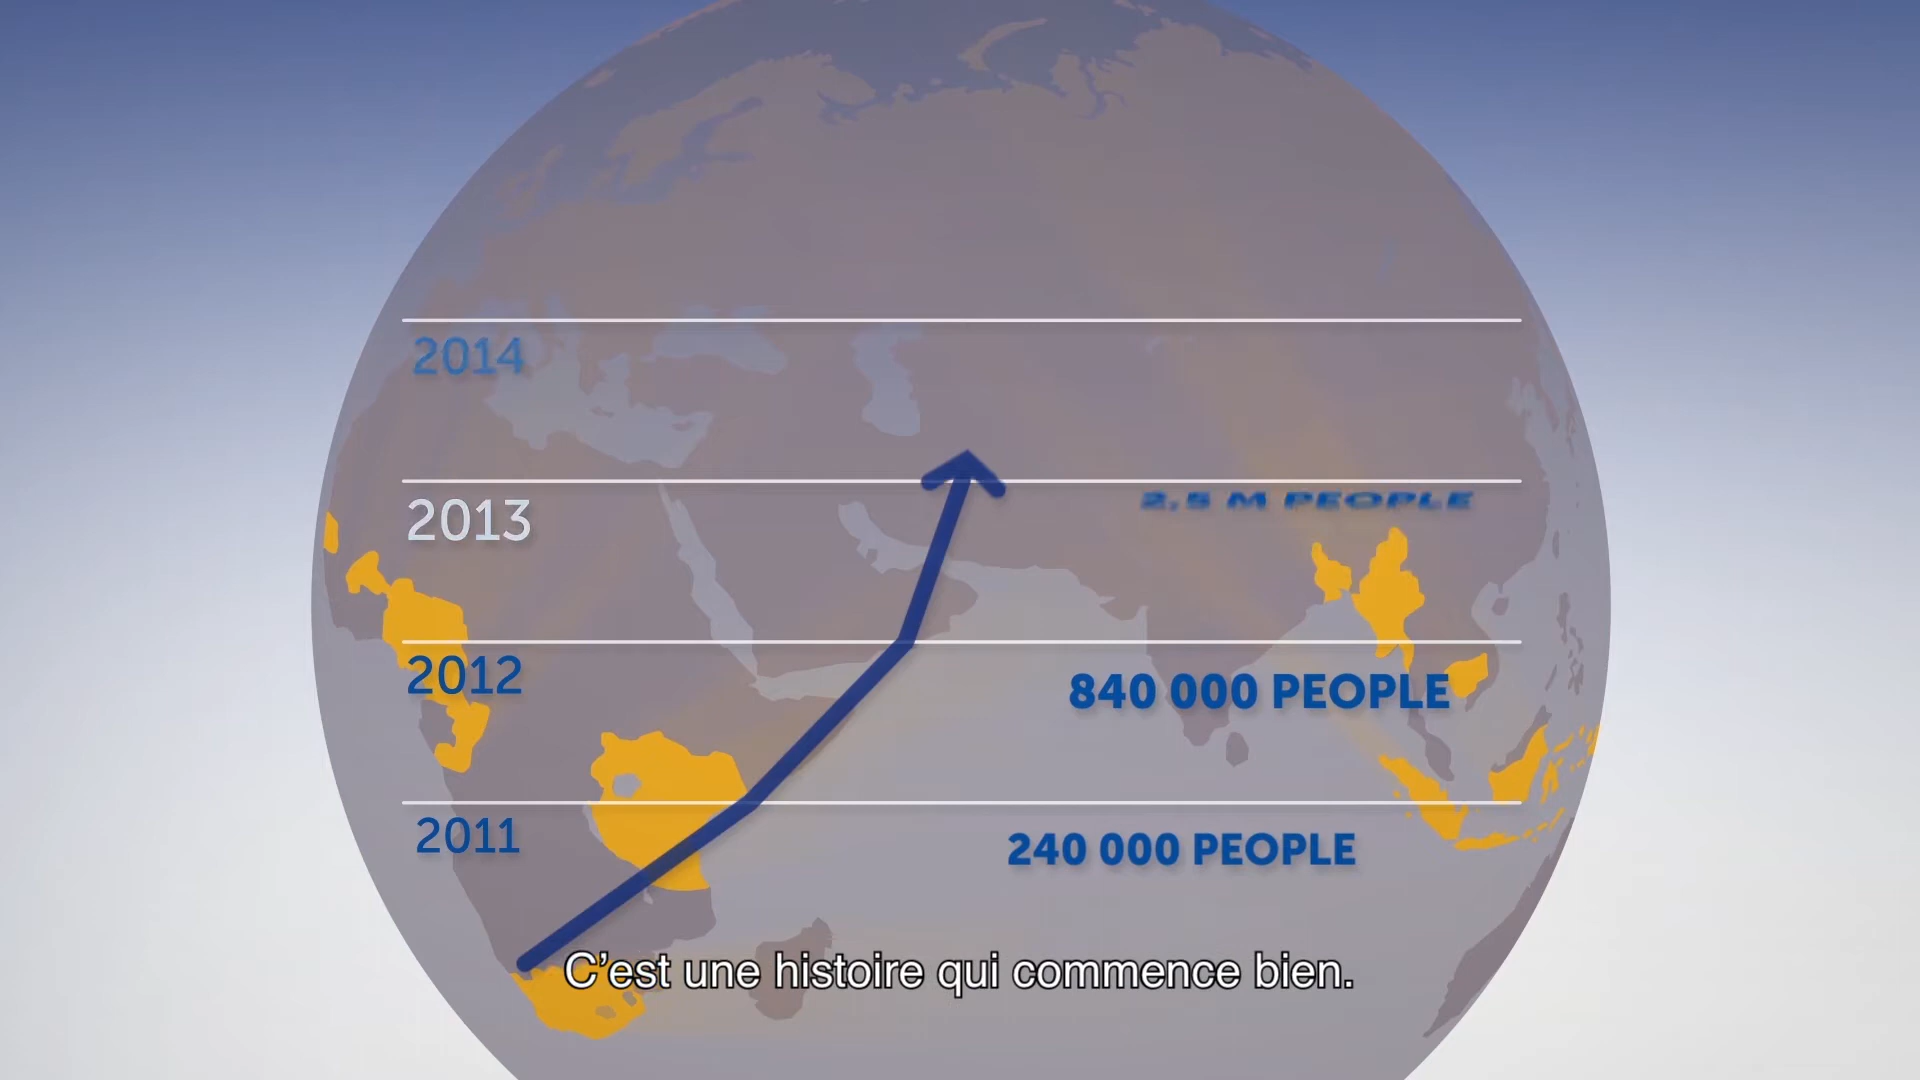 2014
2013
2,5 M PEOPLE
2012
840 000 PEOPLE
2011
240 000 PEOPLE
C’est une histoire qui commence bien.